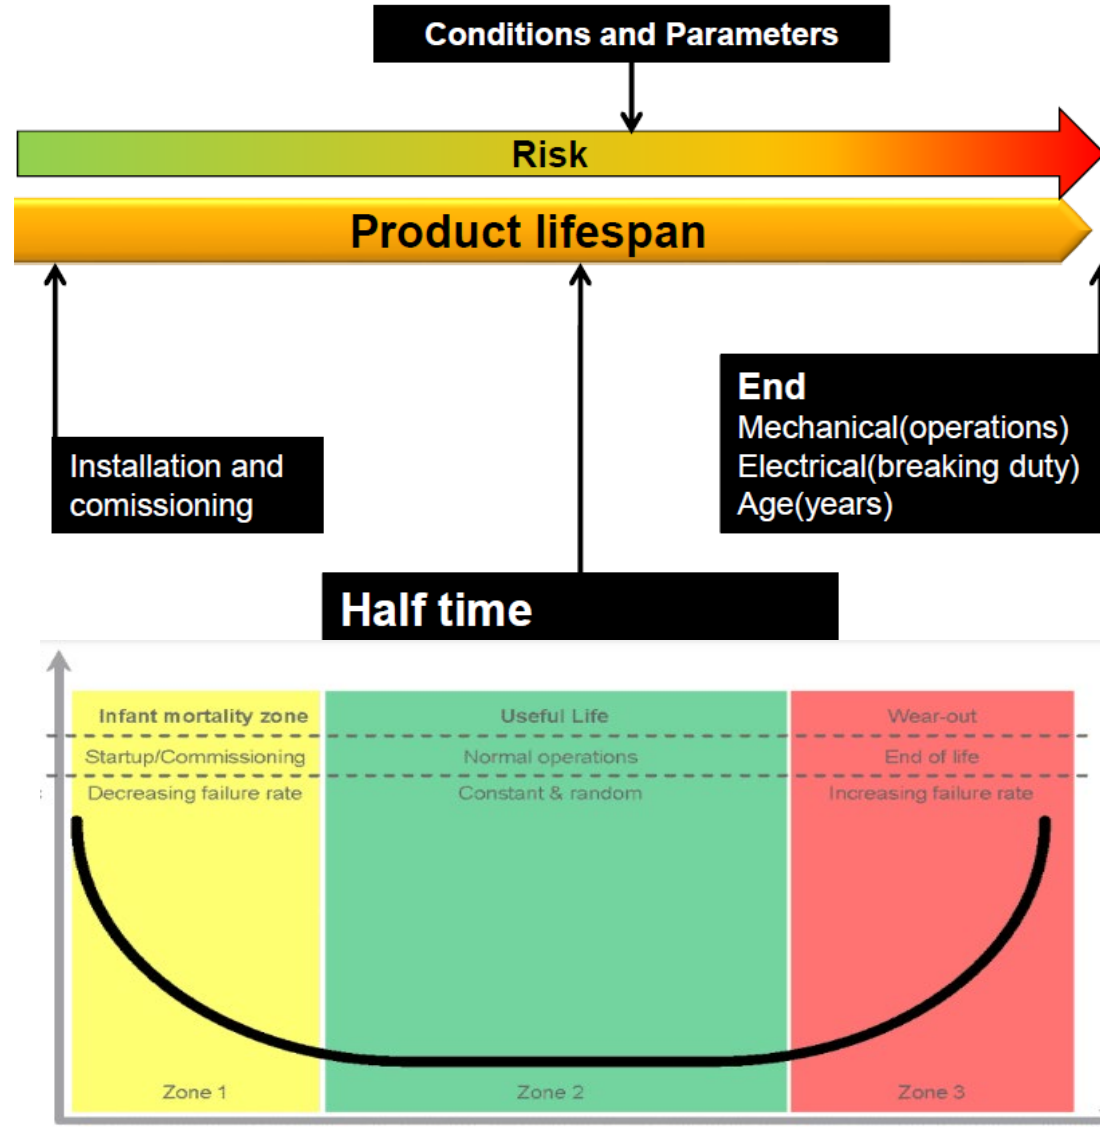 Conditions and Parameters
Risk
Product lifespan
Installation and
comissioning
End
Mechanical(operations)
Electrical(breaking duty)
Age(years)
Half time
Infant mortality zone
Useful Life
Wear-out
Startup/Commissioning
Normal operations
End of life
Decreasing failure rate
Constant & random
Increasing failure rate
Zone 1
Zone 2
Zone 3